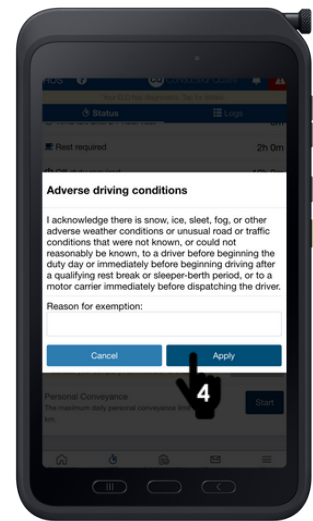 HOS
Status
Logs
Rest required
2h 0m
Adverse driving conditions
I acknowledge there is snow, ice, sleet, fog, or other
adverse weather conditions or unusual road or traffic
conditions that were not known, or could not
reasonably be known, to a driver before beginning the
duty day or immediately before beginning driving after
a qualifying rest break or sleeper-berth period, or to a
motor carrier immediately before dispatching the driver.
Reason for exemption:
Cancel
Apply
4
Personal Conveyance
Start
The maximum daily personal conveyance limit
km.